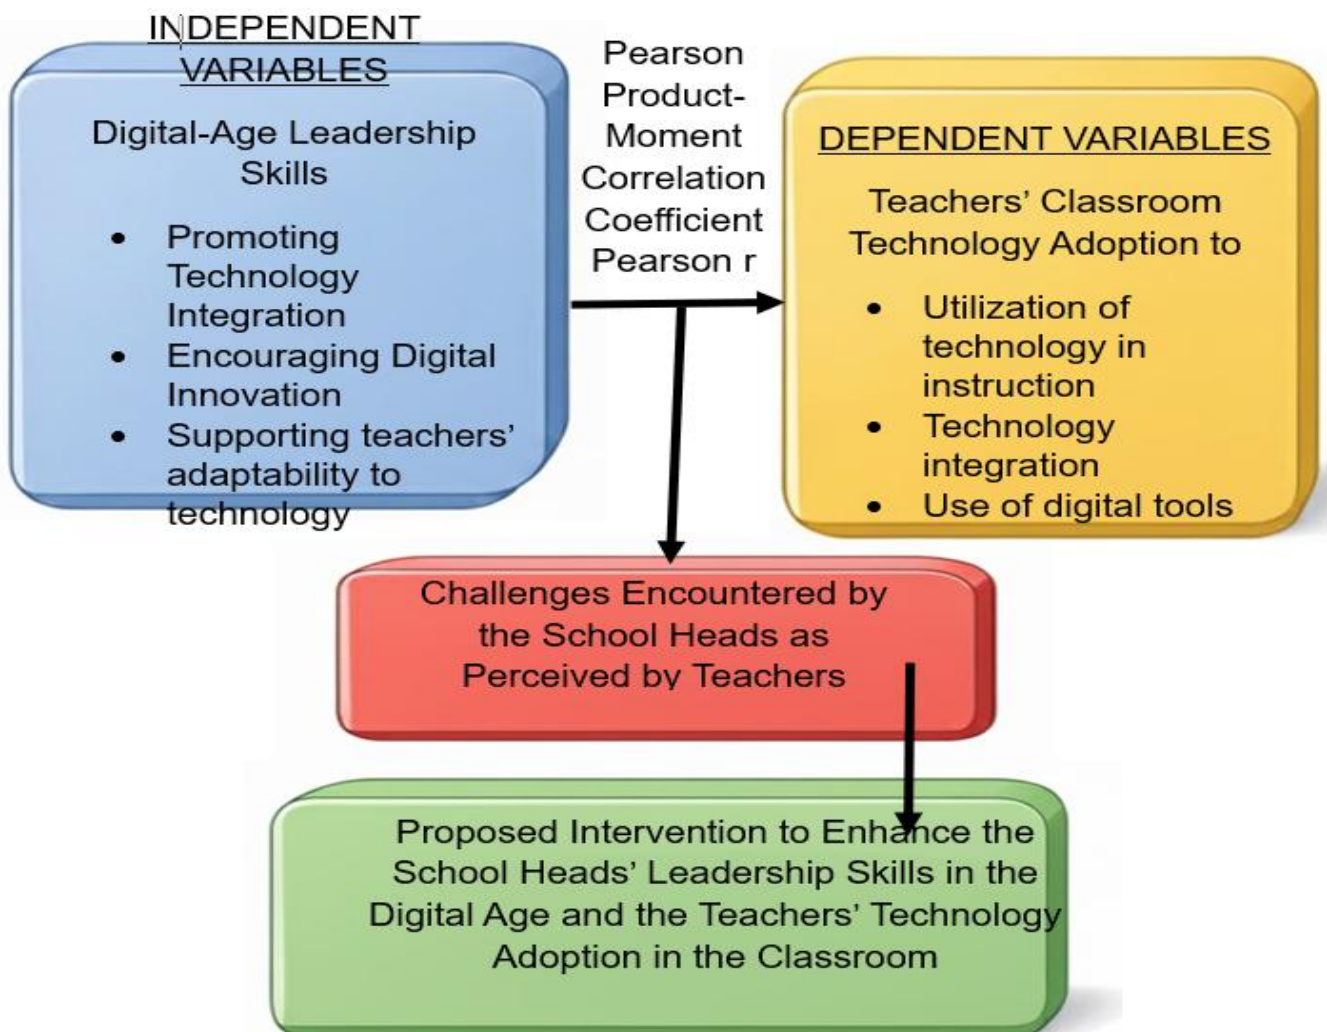 INDEPENDENT
VARIABLES
Digital-Age Leadership
Skills
• Promoting
Technology
Integration
• Encouraging Digital
Innovation
• Supporting teachers’
adaptability to
technology
Pearson
Product-
Moment
Correlation
Coefficient
Pearson r
DEPENDENT VARIABLES
Teachers’ Classroom
Technology Adoption to
• Utilization of
technology in
instruction
• Technology
integration
• Use of digital tools
Challenges Encountered by
the School Heads as
Perceived by Teachers
Proposed Intervention to Enhance the
School Heads’ Leadership Skills in the
Digital Age and the Teachers’ Technology
Adoption in the Classroom